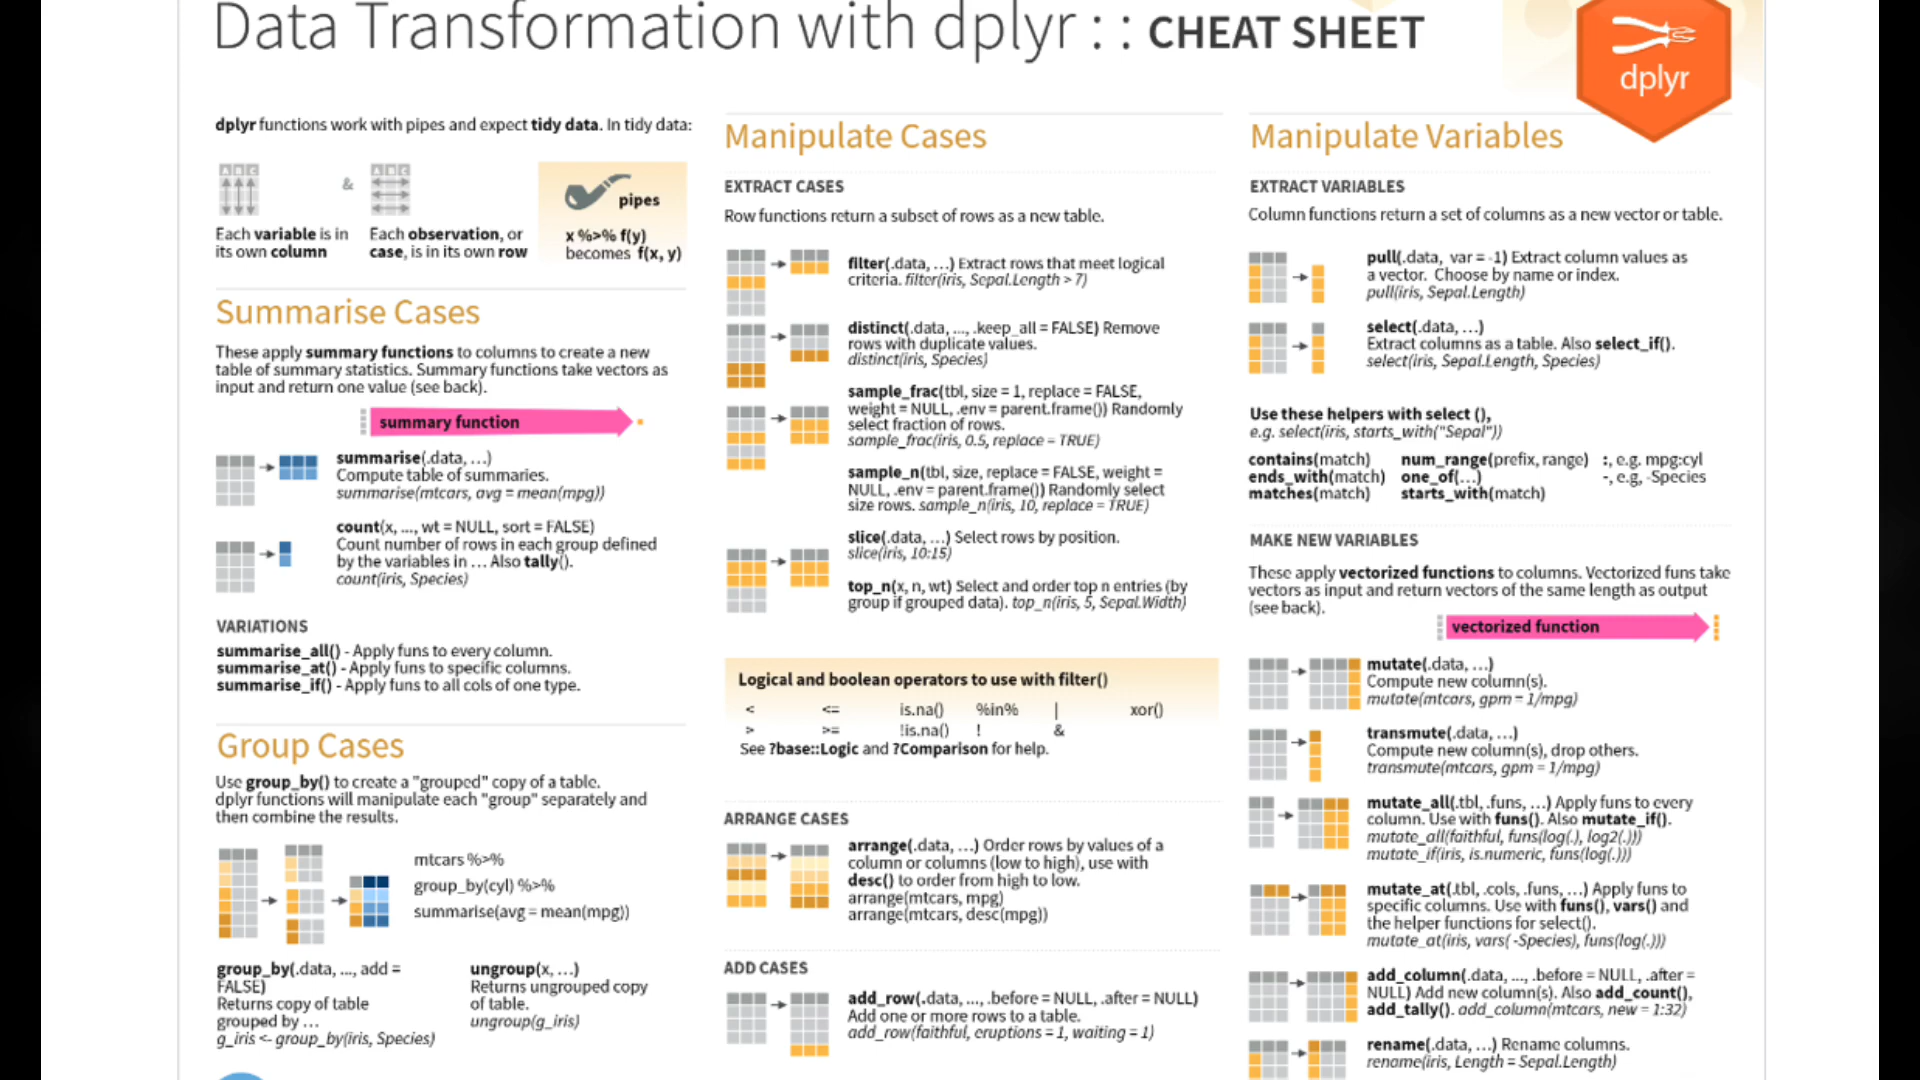 Data Transformation with dplyr : : CHEAT SHEET
dplyr
dplyr functions work with pipes and expect tidy data. In tidy data:
A B C
&
A B C
pipes
Each variable is in
its own column
Each observation, or
case, is in its own row
x %>% f(y)
becomes f(x, y)
Summarise Cases
These apply summary functions to columns to create a new
table of summary statistics. Summary functions take vectors as
input and return one value (see back).
summary function
summarise(.data, …)
Compute table of summaries.
summarise(mtcars, avg = mean(mpg))
count(x, ..., wt = NULL, sort = FALSE)
Count number of rows in each group defined
by the variables in … Also tally().
count(iris, Species)
VARIATIONS
summarise_all() - Apply funs to every column.
summarise_at() - Apply funs to specific columns.
summarise_if() - Apply funs to all cols of one type.
Group Cases
Use group_by() to create a "grouped" copy of a table.
dplyr functions will manipulate each "group" separately and
then combine the results.
mtcars %>%
group_by(cyl) %>%
summarise(avg = mean(mpg))
group_by(.data, ..., add =
FALSE)
Returns copy of table
grouped by …
g_iris <- group_by(iris, Species)
ungroup(x, …)
Returns ungrouped copy
of table.
ungroup(g_iris)
Manipulate Cases
EXTRACT CASES
Row functions return a subset of rows as a new table.
filter(.data, …) Extract rows that meet logical
criteria. filter(iris, Sepal.Length > 7)
distinct(.data, ..., .keep_all = FALSE) Remove
rows with duplicate values.
distinct(iris, Species)
sample_frac(tbl, size = 1, replace = FALSE,
weight = NULL, .env = parent.frame()) Randomly
select fraction of rows.
sample_frac(iris, 0.5, replace = TRUE)
sample_n(tbl, size, replace = FALSE, weight =
NULL, .env = parent.frame()) Randomly select
size rows. sample_n(iris, 10, replace = TRUE)
slice(.data, …) Select rows by position.
slice(iris, 10:15)
top_n(x, n, wt) Select and order top n entries (by
group if grouped data). top_n(iris, 5, Sepal.Width)
Logical and boolean operators to use with filter()
< <= is.na() %in% | xor()
> >= !is.na() ! &
See ?base::Logic and ?Comparison for help.
ARRANGE CASES
arrange(.data, …) Order rows by values of a
column or columns (low to high), use with
desc() to order from high to low.
arrange(mtcars, mpg)
arrange(mtcars, desc(mpg))
ADD CASES
add_row(.data, ..., .before = NULL, .after = NULL)
Add one or more rows to a table.
add_row(faithful, eruptions = 1, waiting = 1)
Manipulate Variables
EXTRACT VARIABLES
Column functions return a set of columns as a new vector or table.
pull(.data, var = -1) Extract column values as
a vector. Choose by name or index.
pull(iris, Sepal.Length)
select(.data, …)
Extract columns as a table. Also select_if().
select(iris, Sepal.Length, Species)
Use these helpers with select (),
e.g. select(iris, starts_with("Sepal"))
contains(match) num_range(prefix, range) :, e.g. mpg:cyl
ends_with(match) one_of(…) -, e.g, -Species
matches(match) starts_with(match)
MAKE NEW VARIABLES
These apply vectorized functions to columns. Vectorized funs take
vectors as input and return vectors of the same length as output
(see back).
vectorized function
mutate(.data, …)
Compute new column(s).
mutate(mtcars, gpm = 1/mpg)
transmute(.data, …)
Compute new column(s), drop others.
transmute(mtcars, gpm = 1/mpg)
mutate_all(.tbl, .funs, …) Apply funs to every
column. Use with funs(). Also mutate_if().
mutate_all(faithful, funs(log(.), log2(.)))
mutate_if(iris, is.numeric, funs(log(.)))
mutate_at(.tbl, .cols, .funs, …) Apply funs to
specific columns. Use with funs(), vars() and
the helper functions for select().
mutate_at(iris, vars( -Species), funs(log(.)))
add_column(.data, ..., .before = NULL, .after =
NULL) Add new column(s). Also add_count(),
add_tally(). add_column(mtcars, new = 1:32)
rename(.data, …) Rename columns.
rename(iris, Length = Sepal.Length)